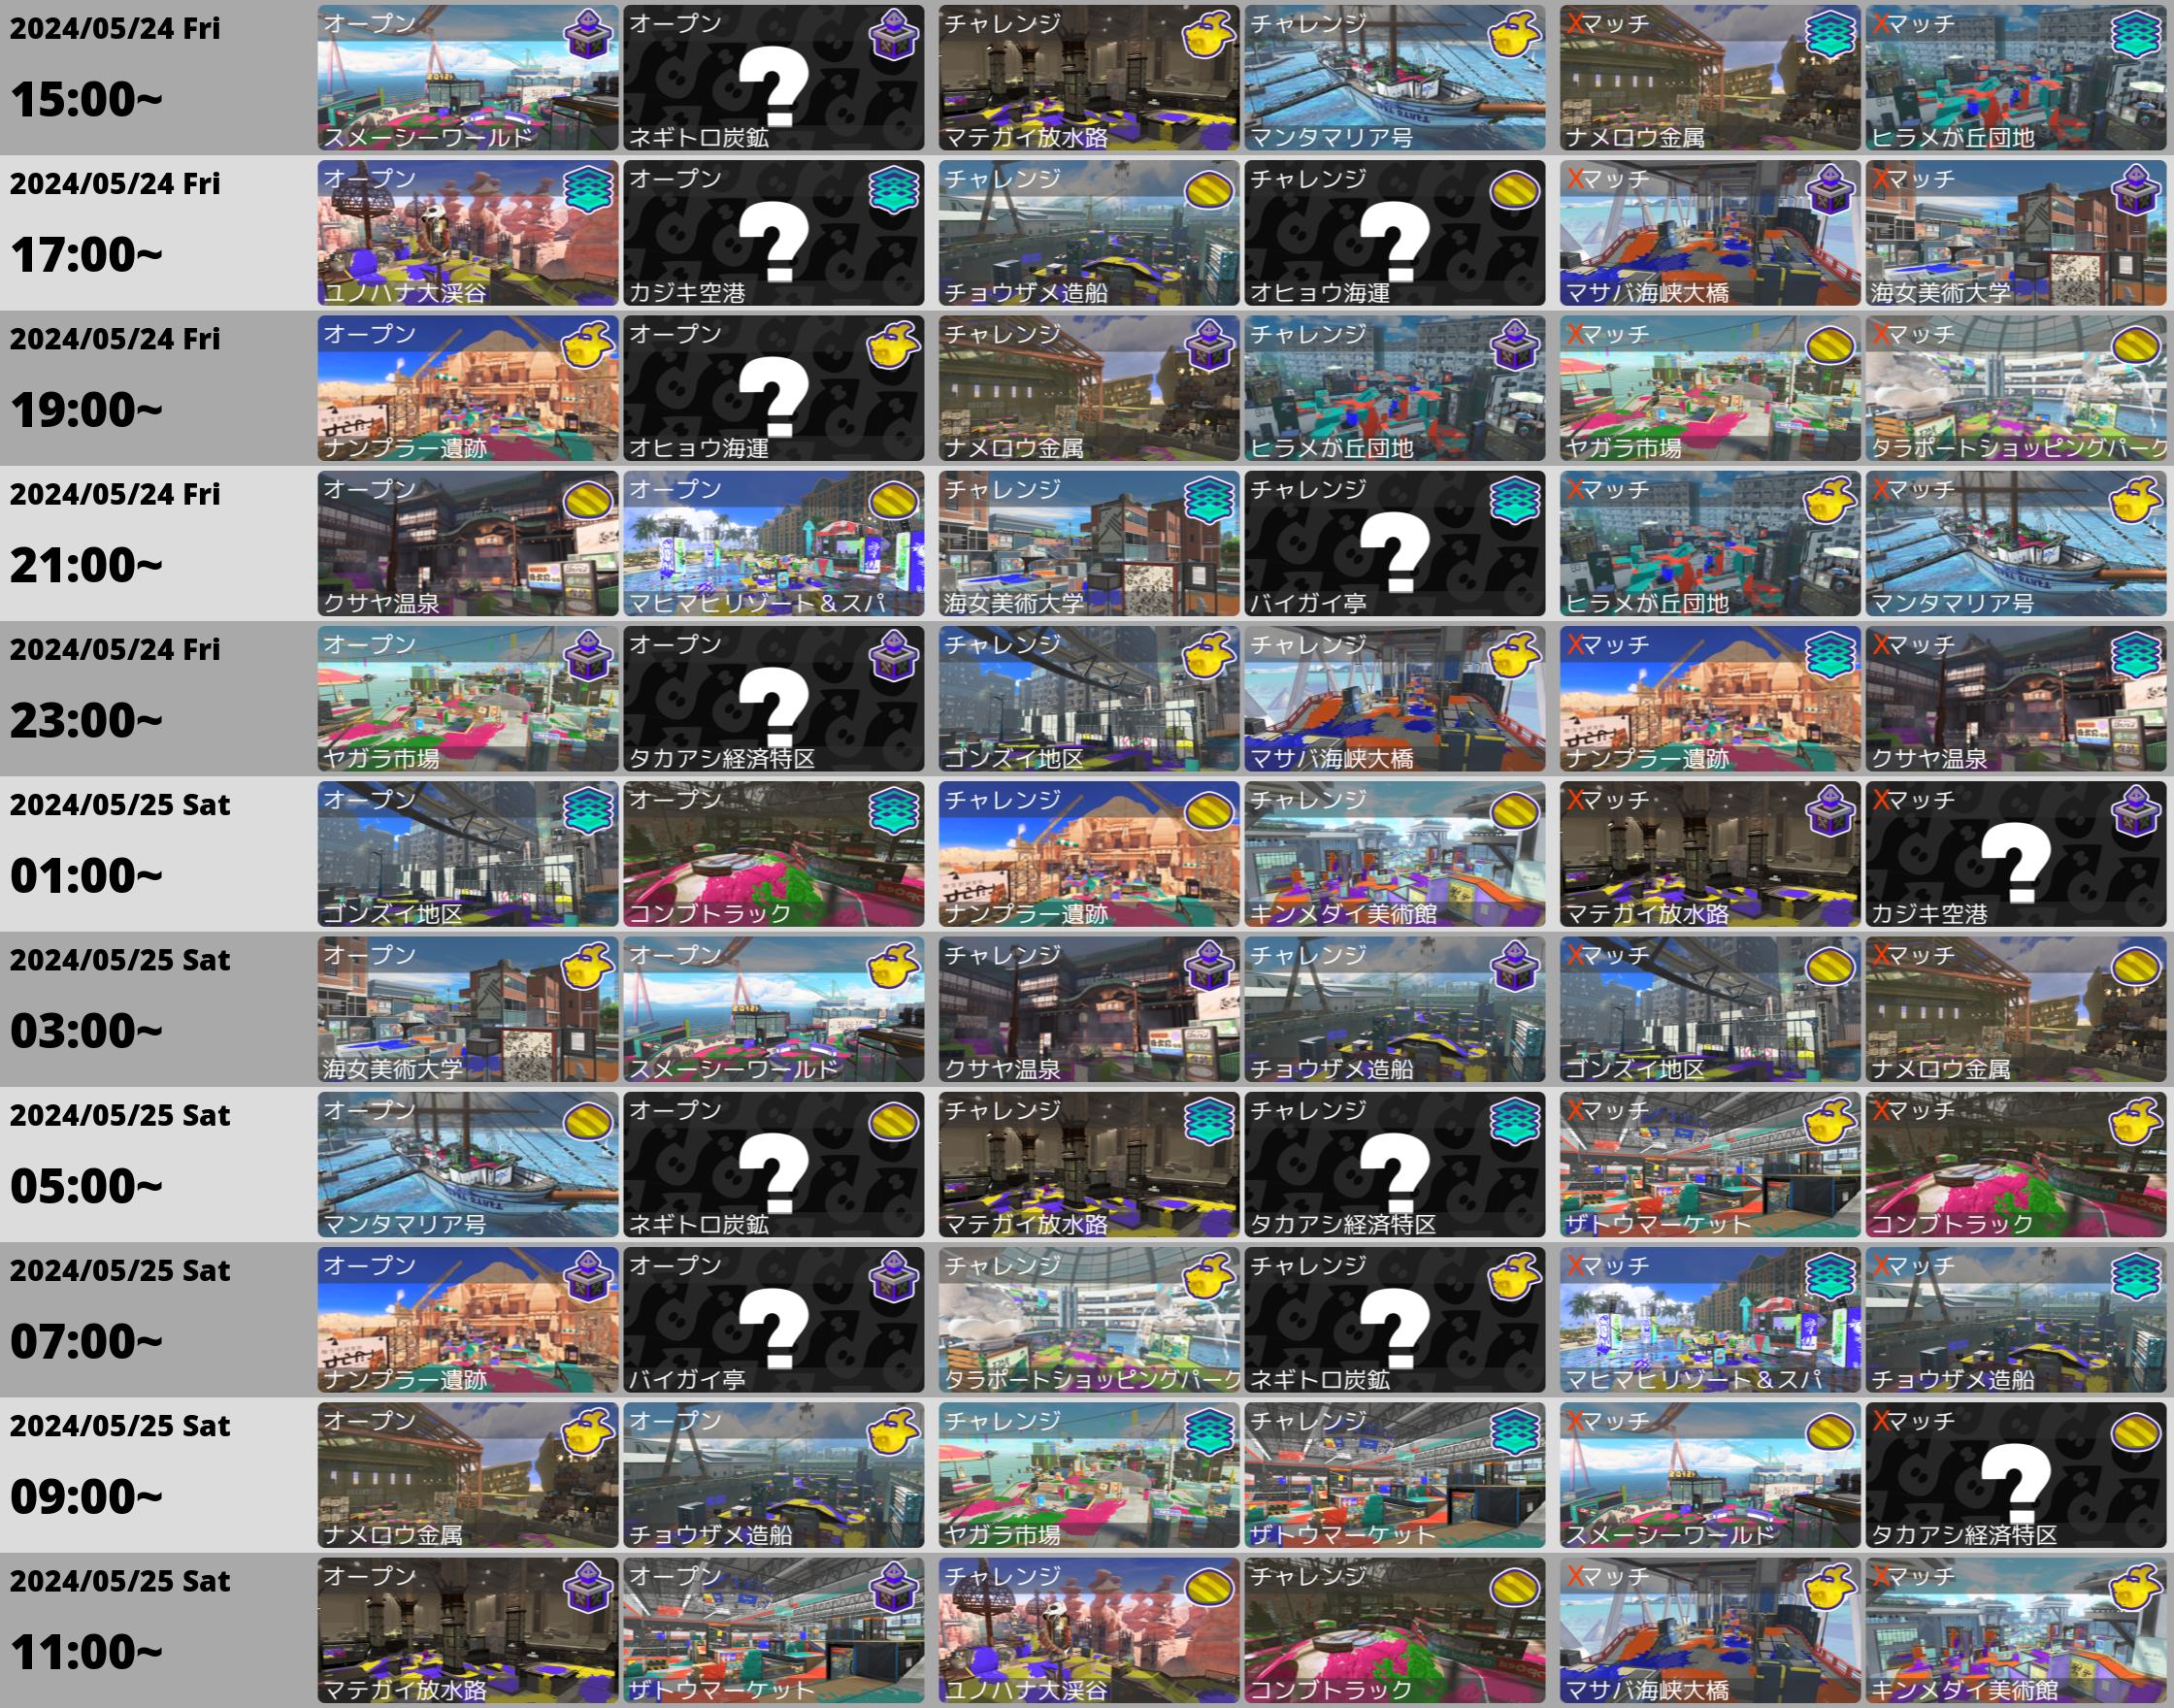 2024/05/24 Fri
15:00~
オープン
スメーシーワールド
オープン
ネギトロ炭鉱
チャレンジ
マテガイ放水路
チャレンジ
マンタマリア号
Xマッチ
ナメロウ金属
Xマッチ
ヒラメが丘団地
2024/05/24 Fri
17:00~
オープン
ユノハナ大渓谷
オープン
カジキ空港
チャレンジ
チョウザメ造船
チャレンジ
オヒョウ海運
Xマッチ
マサバ海峡大橋
Xマッチ
海女美術大学
2024/05/24 Fri
19:00~
オープン
ナンプラー遺跡
オープン
オヒョウ海運
チャレンジ
ナメロウ金属
チャレンジ
ヒラメが丘団地
Xマッチ
ヤガラ市場
Xマッチ
タラポートショッピングパーク
2024/05/24 Fri
21:00~
オープン
クサヤ温泉
オープン
マヒマヒリゾート＆スパ
チャレンジ
海女美術大学
チャレンジ
バイガイ亭
Xマッチ
ヒラメが丘団地
Xマッチ
マンタマリア号
2024/05/24 Fri
23:00~
オープン
ヤガラ市場
オープン
タカアシ経済特区
チャレンジ
ゴンズイ地区
チャレンジ
マサバ海峡大橋
Xマッチ
ナンプラー遺跡
Xマッチ
クサヤ温泉
2024/05/25 Sat
01:00~
オープン
ゴンズイ地区
オープン
コンブトラック
チャレンジ
ナンプラー遺跡
チャレンジ
キンメダイ美術館
Xマッチ
マテガイ放水路
Xマッチ
カジキ空港
2024/05/25 Sat
03:00~
オープン
海女美術大学
オープン
スメーシーワールド
チャレンジ
クサヤ温泉
チャレンジ
チョウザメ造船
Xマッチ
ゴンズイ地区
Xマッチ
ナメロウ金属
2024/05/25 Sat
05:00~
オープン
マンタマリア号
オープン
ネギトロ炭鉱
チャレンジ
マテガイ放水路
チャレンジ
タカアシ経済特区
Xマッチ
ザトウマーケット
Xマッチ
コンブトラック
2024/05/25 Sat
07:00~
オープン
ナンプラー遺跡
オープン
バイガイ亭
チャレンジ
タラポートショッピングパーク
チャレンジ
ネギトロ炭鉱
Xマッチ
マヒマヒリゾート＆スパ
Xマッチ
チョウザメ造船
2024/05/25 Sat
09:00~
オープン
ナメロウ金属
オープン
チョウザメ造船
チャレンジ
ヤガラ市場
チャレンジ
ザトウマーケット
Xマッチ
スメーシーワールド
Xマッチ
タカアシ経済特区
2024/05/25 Sat
11:00~
オープン
マテガイ放水路
オープン
ザトウマーケット
チャレンジ
ユノハナ大渓谷
チャレンジ
コンブトラック
Xマッチ
マサバ海峡大橋
Xマッチ
キンメダイ美術館